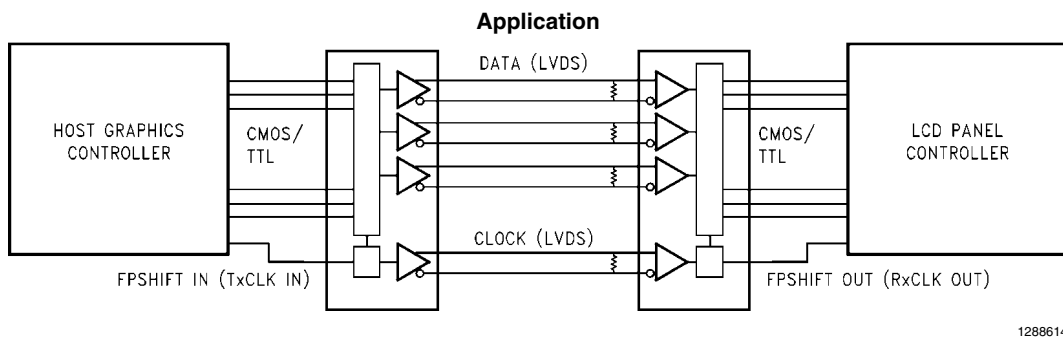 Application
DATA (LVDS)
HOST GRAPHICS
CONTROLLER
CMOS/
TTL
CMOS/
TTL
LCD PANEL
CONTROLLER
CLOCK (LVDS)
FPSHIFT IN (TxCLK IN)
FPSHIFT OUT (RxCLK OUT)
1288614